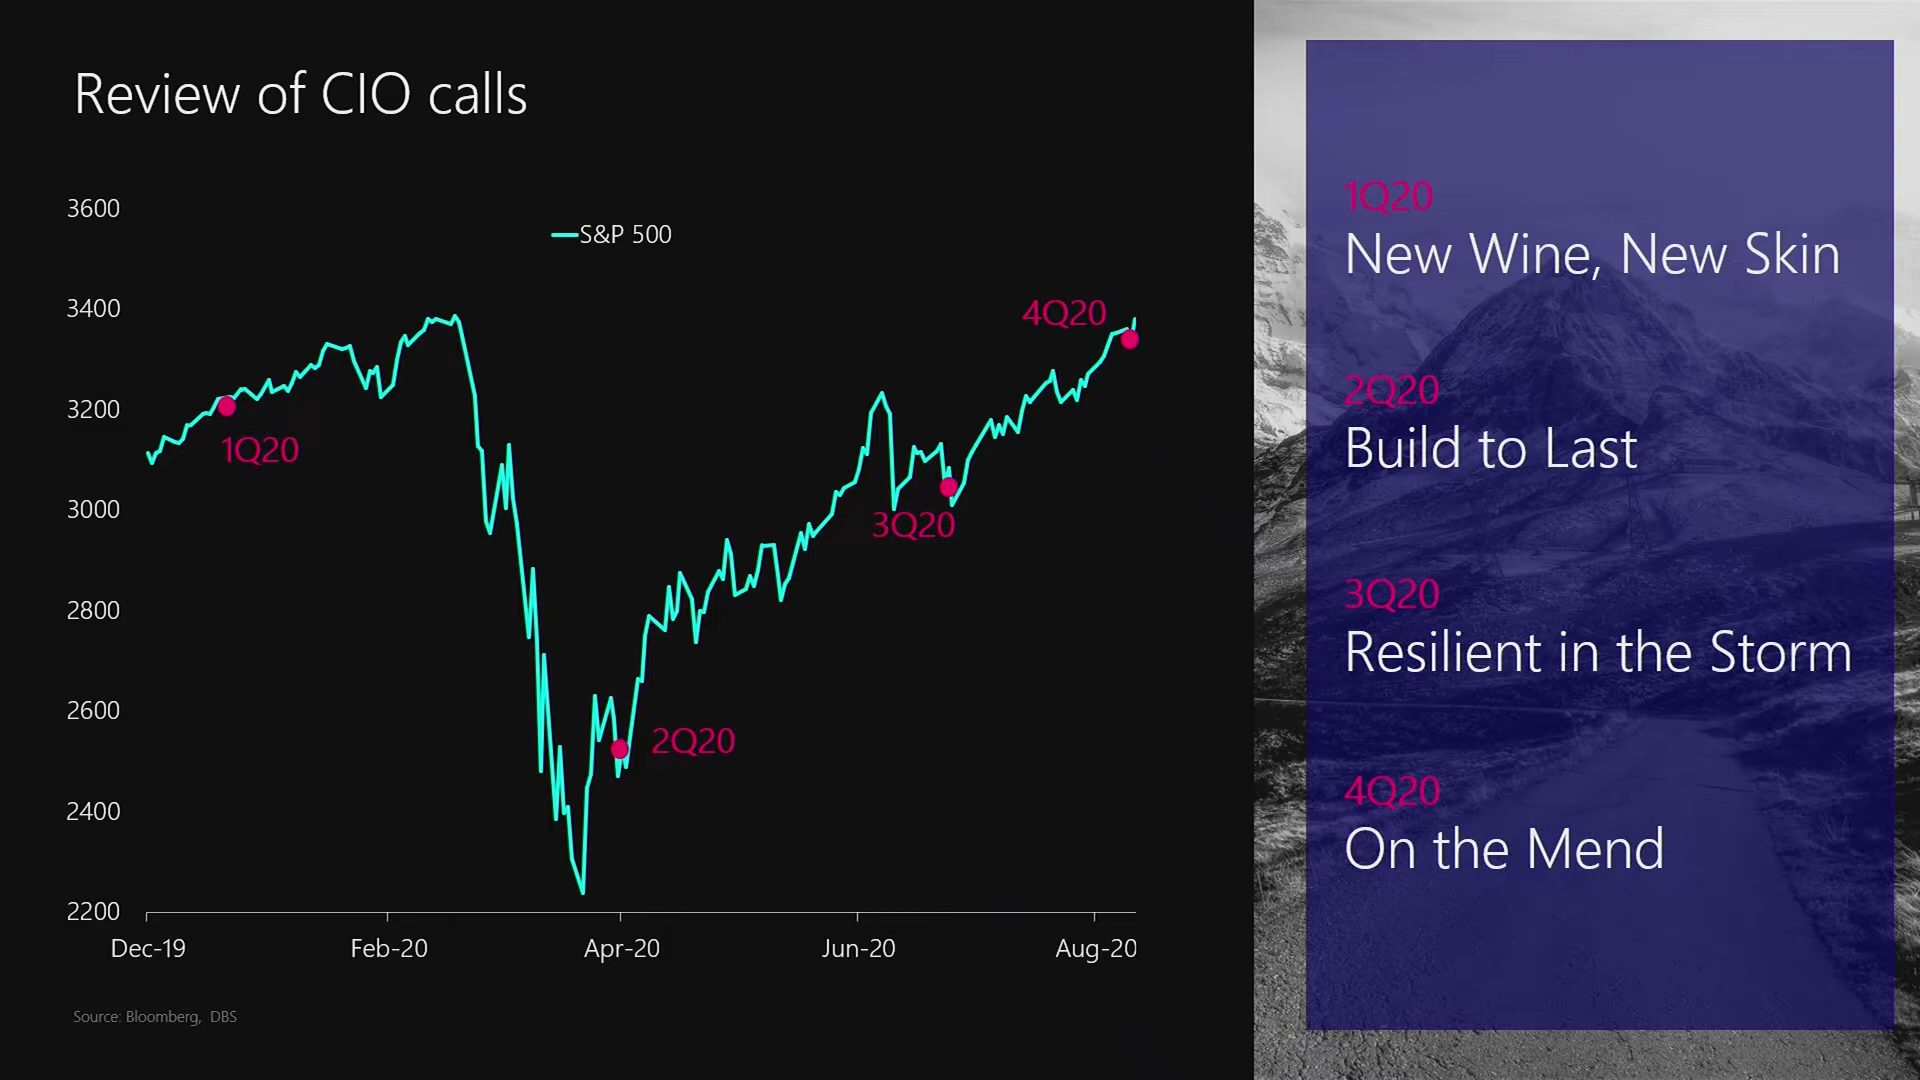 Review of CIO calls
3600
3400
3200
3000
2800
2600
2400
2200
S&P 500
1Q20
2Q20
3Q20
4Q20
Dec-19
Feb-20
Apr-20
Jun-20
Aug-20
Source: Bloomberg, DBS
1Q20
New Wine, New Skin
2Q20
Build to Last
3Q20
Resilient in the Storm
4Q20
On the Mend